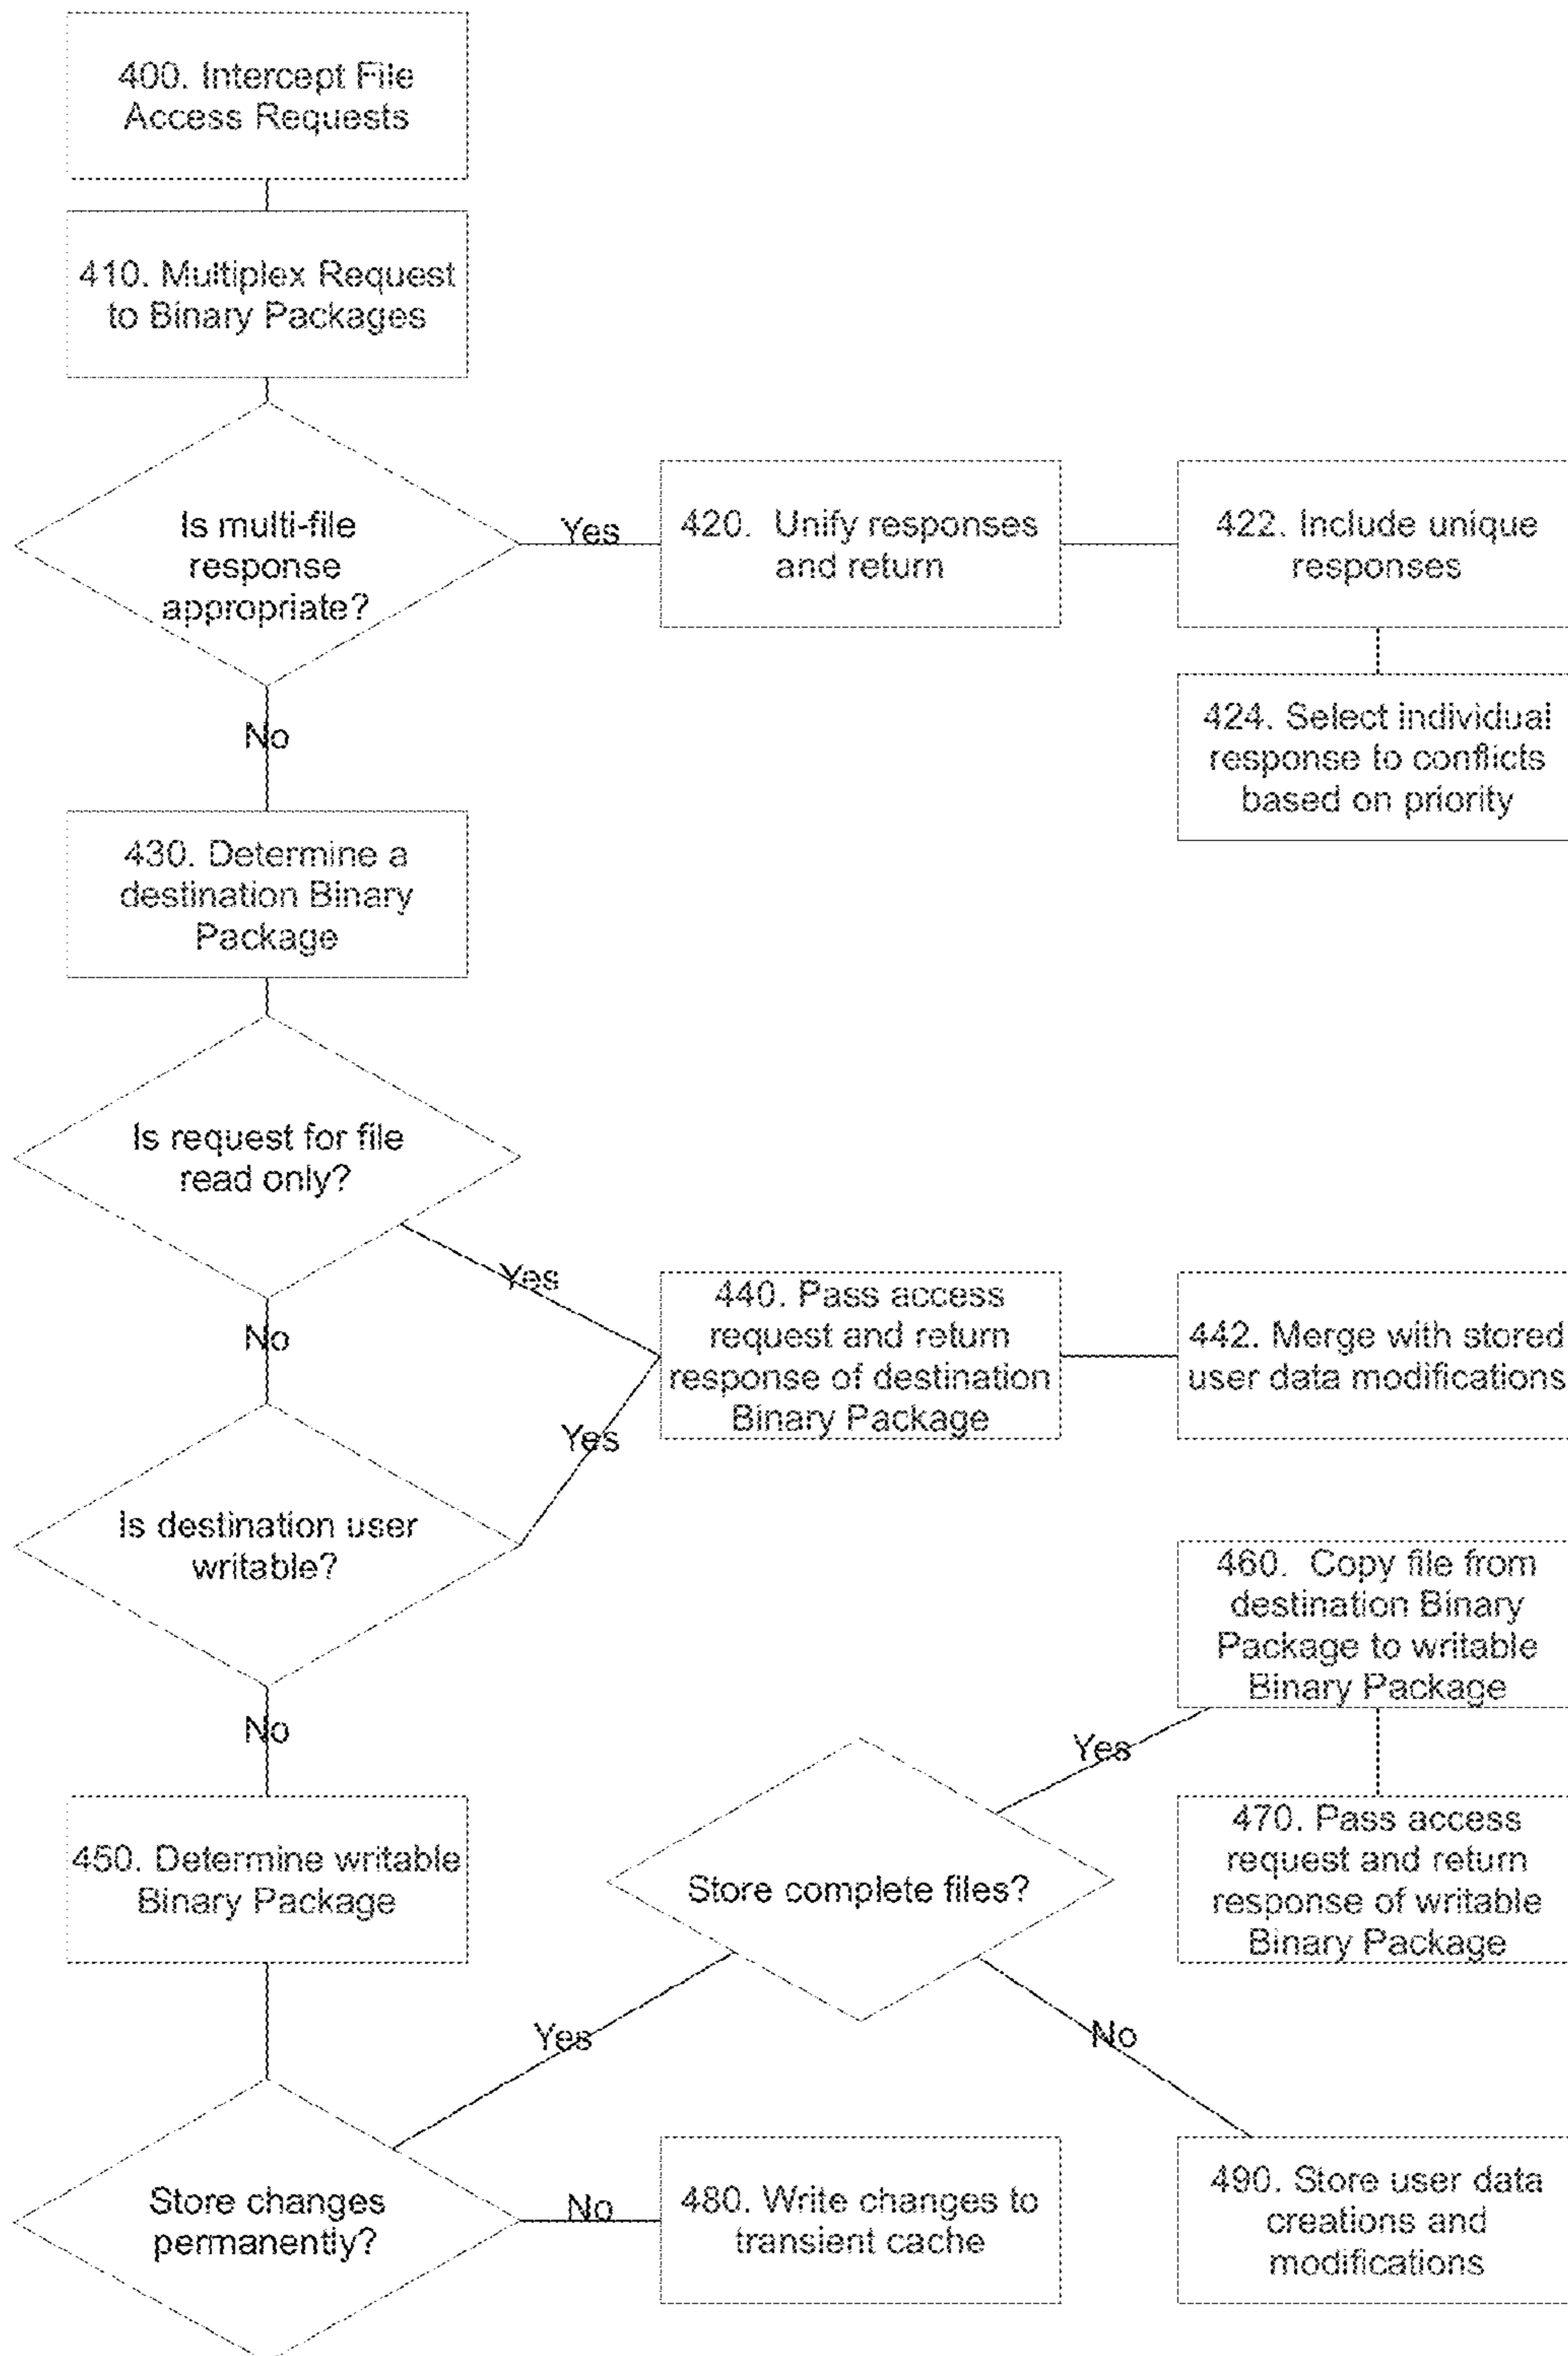 400. Intercept File
Access Requests
410. Multiplex Request
to Binary Packages
Is multi-file
response
appropriate?
Yes
420. Unify responses
and return
422. Include unique
responses
424. Select individual
response to conflicts
based on priority
No
430. Determine a
destination Binary
Package
Is request for file
read only?
Yes
No
440. Pass access
request and return
response of destination
Binary Package
442. Merge with stored
user data modifications
Yes
Is destination user
writable?
No
450. Determine writable
Binary Package
460. Copy file from
destination Binary
Package to writable
Binary Package
Yes
Store complete files?
470. Pass access
request and return
response of writable
Binary Package
Yes
No
Store changes
permanently?
No
480. Write changes to
transient cache
490. Store user data
creations and
modifications